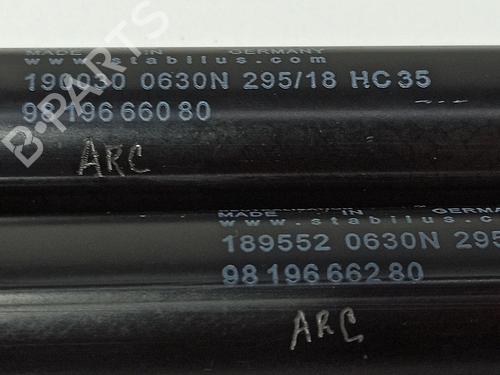 MADE IN GERMANY
www.stabilus.com
190030 0630N 295/18 HC35
98 196 660 80
ARC
MADE IN GERMA
www.stabilus
189552 0630N 295
98 196 662 80
ARC
B-PARTS